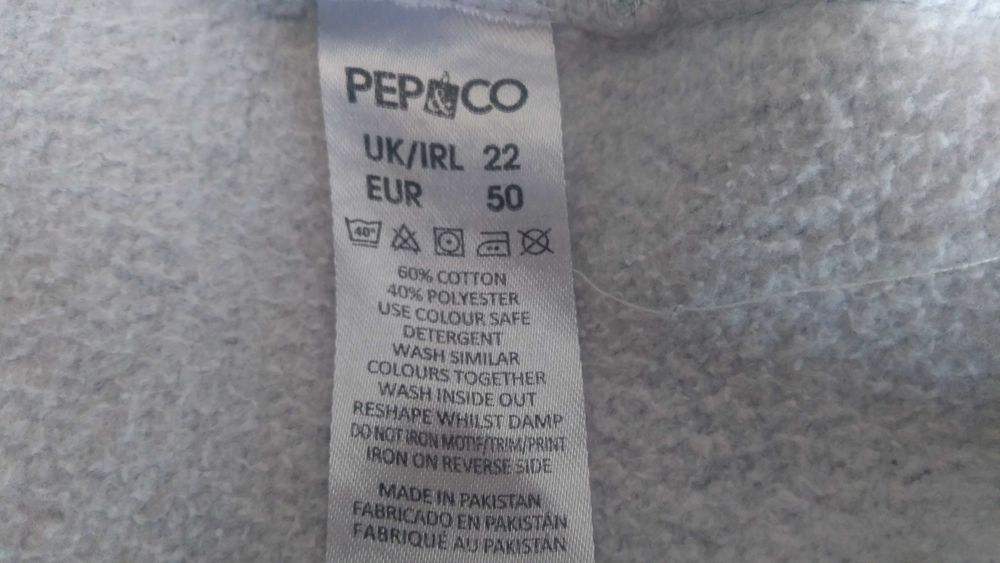 PEP&CO
UK/IRL 22
EUR 50
40°
60% COTTON
40% POLYESTER
USE COLOUR SAFE
DETERGENT
WASH SIMILAR
COLOURS TOGETHER
WASH INSIDE OUT
RESHAPE WHILST DAMP
DO NOT IRON MOTIF/TRIM/PRINT
IRON ON REVERSE SIDE
MADE IN PAKISTAN
FABRICADO EN PAKISTÁN
FABRIQUÉ AU PAKISTAN